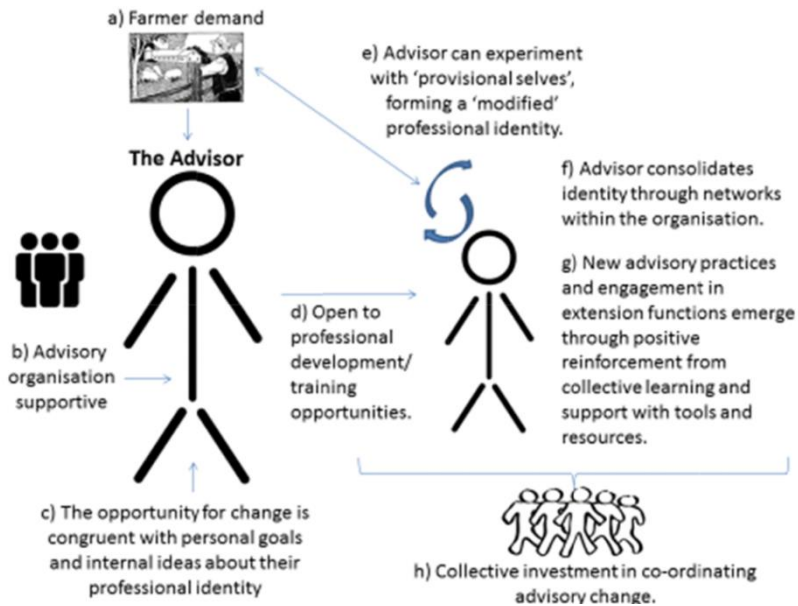 a) Farmer demand
The Advisor
b) Advisory
organisation
supportive
c) The opportunity for change is
congruent with personal goals
and internal ideas about their
professional identity
d) Open to
professional
development/
training
opportunities.
e) Advisor can experiment
with ‘provisional selves’,
forming a ‘modified’
professional identity.
f) Advisor consolidates
identity through networks
within the organisation.
g) New advisory practices
and engagement in
extension functions emerge
through positive
reinforcement from
collective learning and
support with tools and
resources.
h) Collective investment in co-ordinating
advisory change.